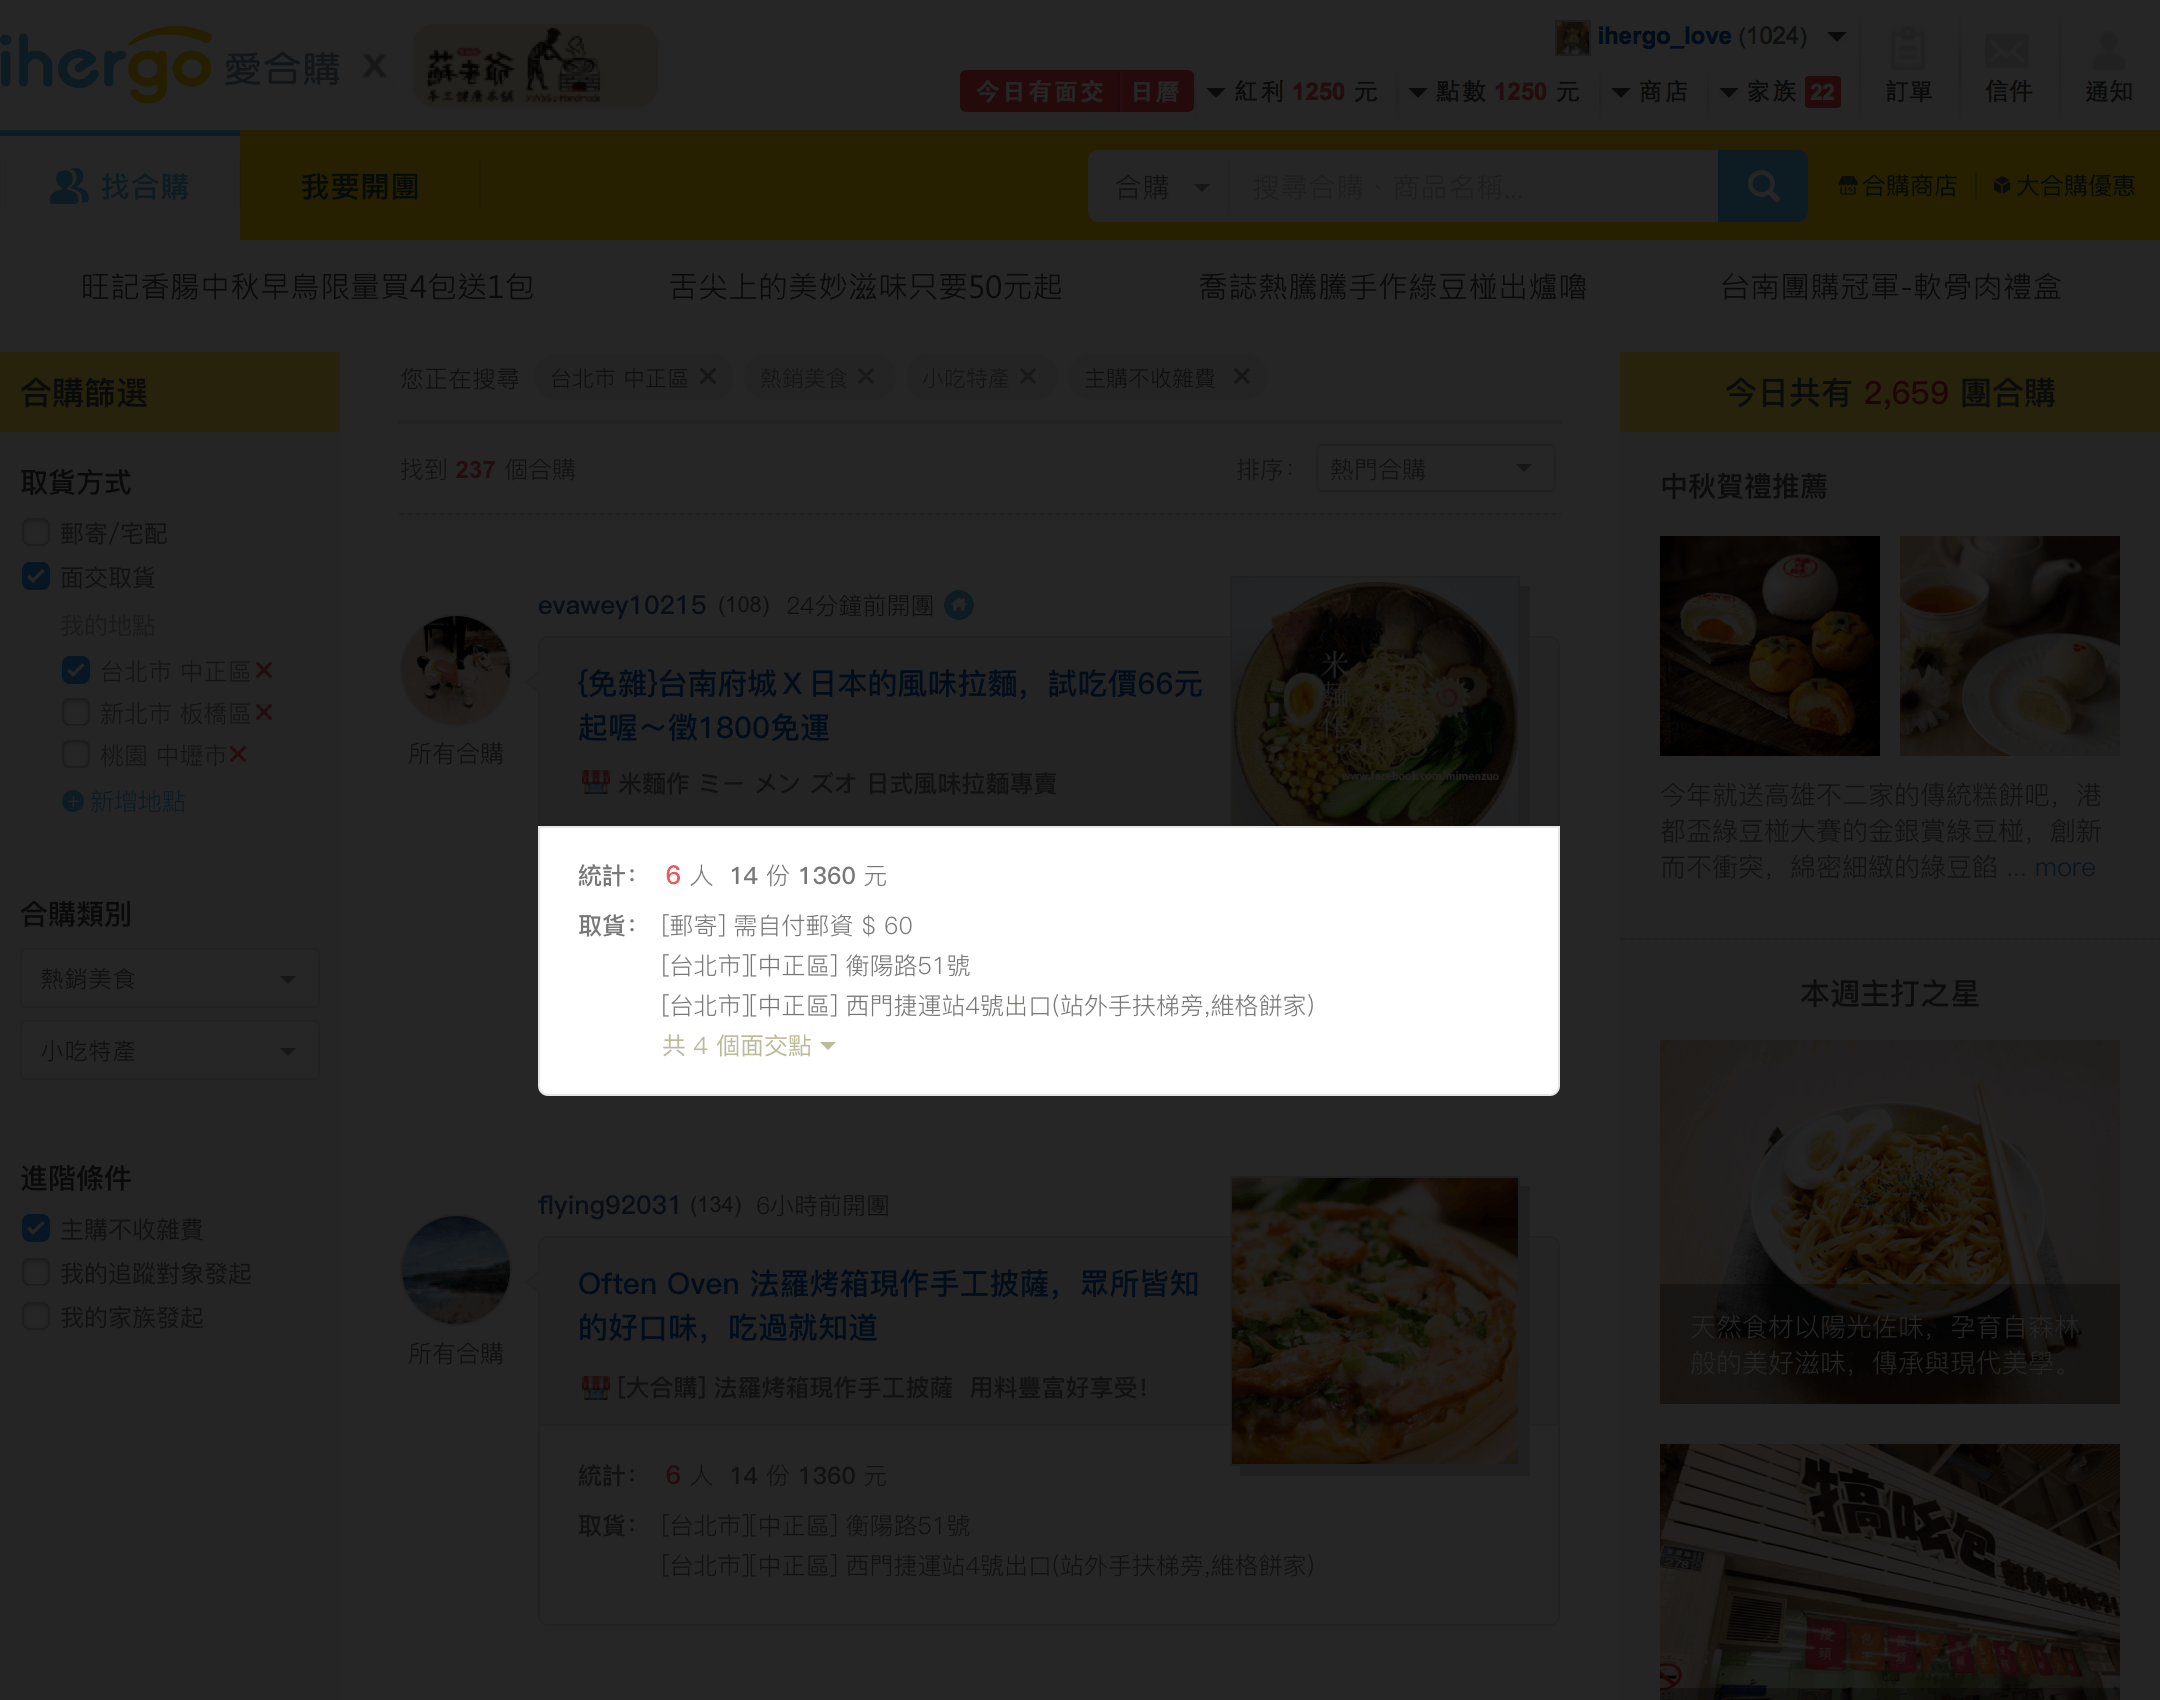 ihergo 愛合購 X 蘇老爺
手工健康本舖
ihergo_love (1024)
今日有面交 日曆 紅利 1250 元 點數 1250 元 商店 家族 22 訂單 信件 通知
找合購 我要開團 合購 搜尋合購、商品名稱... 合購商店 大合購優惠
旺記香腸中秋早鳥限量買4包送1包 舌尖上的美妙滋味只要50元起 喬誌熱騰騰手作綠豆椪出爐嚕 台南團購冠軍-軟骨肉禮盒
合購篩選
取貨方式
郵寄/宅配
面交取貨
我的地點
台北市 中正區
新北市 板橋區
桃園 中壢市
新增地點
合購類別
熱銷美食
小吃特產
進階條件
主購不收雜費
我的追蹤對象發起
我的家族發起
您正在搜尋 台北市 中正區 熱銷美食 小吃特產 主購不收雜費
找到 237 個合購 排序： 熱門合購
evawey10215 (108) 24分鐘前開團
所有合購
{免雜}台南府城Ｘ日本的風味拉麵，試吃價66元
起喔～徵1800免運
米麵作 ミー メン ズオ 日式風味拉麵專賣
米麵作
www.facebook.com/mimenzuo
統計： 6 人 14 份 1360 元
取貨： [郵寄] 需自付郵資 $ 60
[台北市][中正區] 衡陽路51號
[台北市][中正區] 西門捷運站4號出口(站外手扶梯旁,維格餅家)
共 4 個面交點
flying92031 (134) 6小時前開團
所有合購
Often Oven 法羅烤箱現作手工披薩，眾所皆知
的好口味，吃過就知道
[大合購] 法羅烤箱現作手工披薩 用料豐富好享受！
統計： 6 人 14 份 1360 元
取貨： [台北市][中正區] 衡陽路51號
[台北市][中正區] 西門捷運站4號出口(站外手扶梯旁,維格餅家)
今日共有 2,659 團合購
中秋賀禮推薦
今年就送高雄不二家的傳統糕餅吧，港
都盃綠豆椪大賽的金銀賞綠豆椪，創新
而不衝突，綿密細緻的綠豆餡 ... more
本週主打之星
天然食材以陽光佐味，孕育自森林
般的美好滋味，傳承與現代美學。
搞吃包